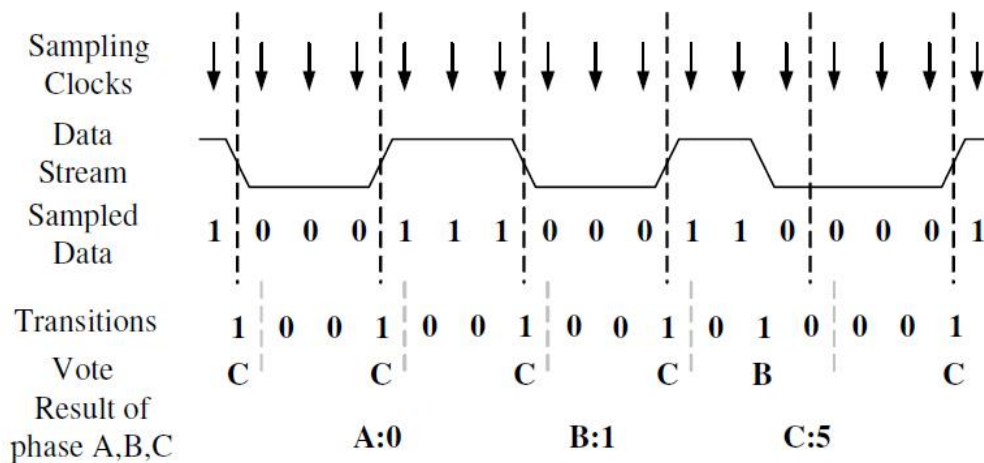 Sampling
Clocks
Data
Stream
Sampled
Data
1 0 0 0 1 1 1 0 0 0 1 1 0 0 0 1
Transitions
1 0 0 1 0 0 1 0 0 1 0 1 0 0 0 1
Vote
C C C C B C
Result of
phase A,B,C
A:0 B:1 C:5